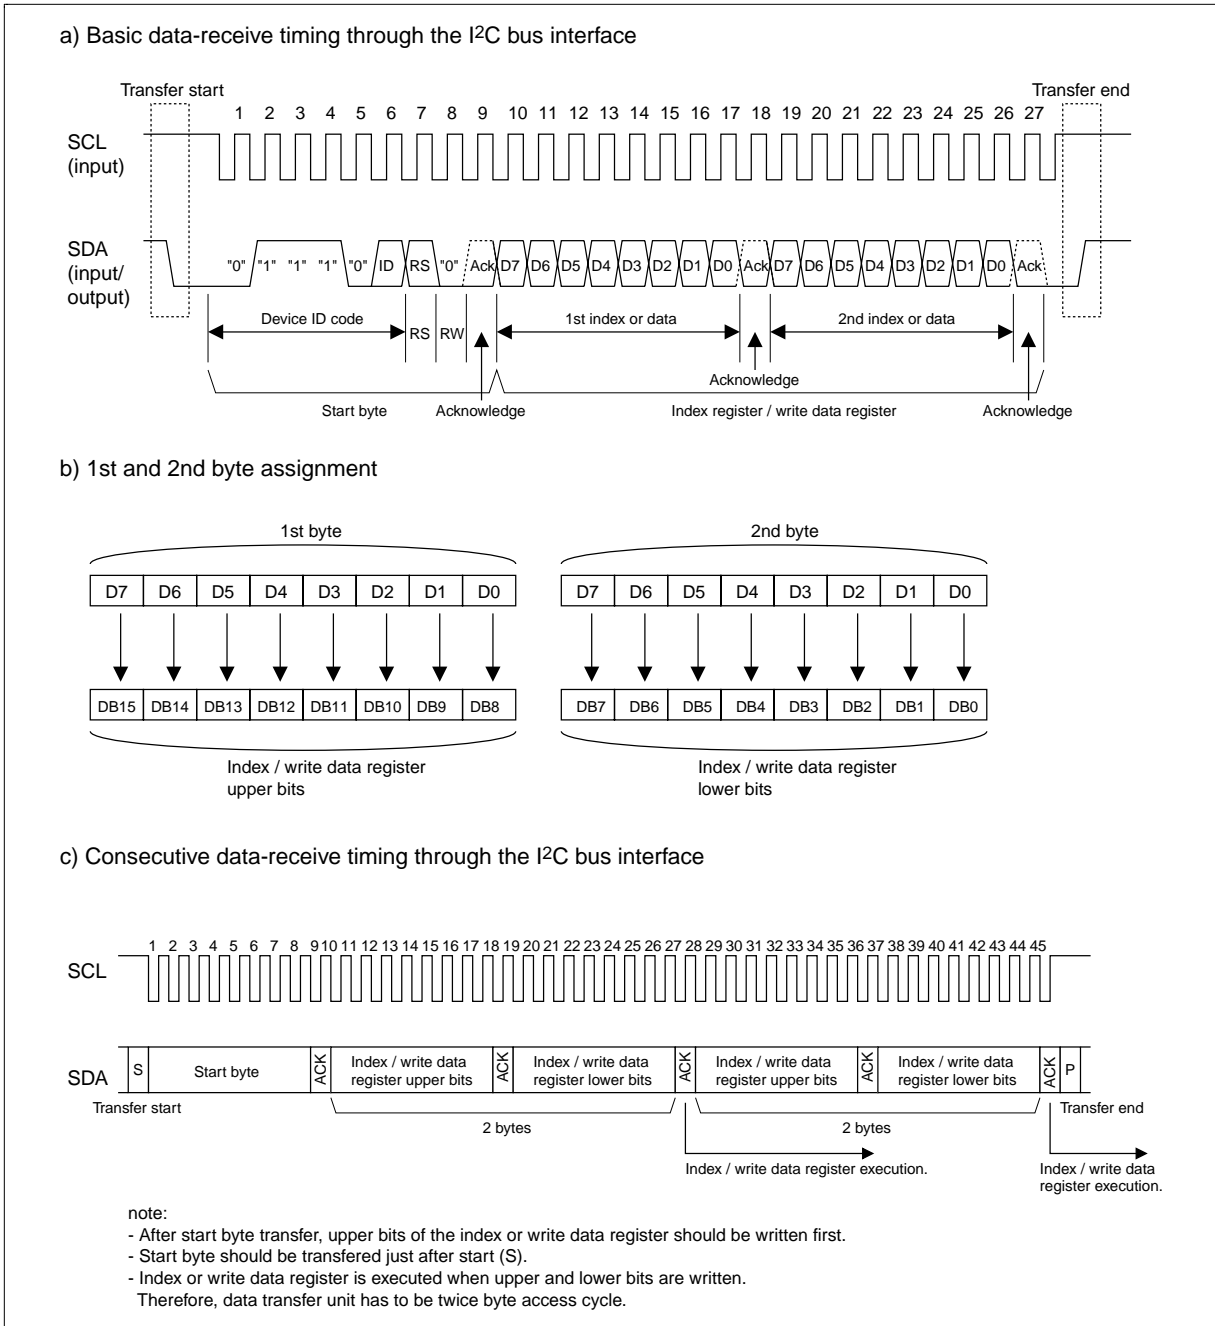 a) Basic data-receive timing through the I2C bus interface
Transfer start
Transfer end
1 2 3 4 5 6 7 8 9 10 11 12 13 14 15 16 17 18 19 20 21 22 23 24 25 26 27
SCL
(input)
SDA
(input/
output)
"0" "1" "1" "1" "0" ID RS "0" Ack D7 D6 D5 D4 D3 D2 D1 D0 Ack D7 D6 D5 D4 D3 D2 D1 D0 Ack
Device ID code RS RW 1st index or data 2nd index or data
Acknowledge
Start byte Acknowledge Index register / write data register Acknowledge
b) 1st and 2nd byte assignment
1st byte 2nd byte
D7 D6 D5 D4 D3 D2 D1 D0 D7 D6 D5 D4 D3 D2 D1 D0
DB15 DB14 DB13 DB12 DB11 DB10 DB9 DB8 DB7 DB6 DB5 DB4 DB3 DB2 DB1 DB0
Index / write data register
upper bits
Index / write data register
lower bits
c) Consecutive data-receive timing through the I2C bus interface
1 2 3 4 5 6 7 8 9 10 11 12 13 14 15 16 17 18 19 20 21 22 23 24 25 26 27 28 29 30 31 32 33 34 35 36 37 38 39 40 41 42 43 44 45
SCL
SDA
S
Start byte
ACK
Index / write data
register upper bits
ACK
Index / write data
register lower bits
ACK
Index / write data
register upper bits
ACK
Index / write data
register lower bits
ACK
P
Transfer start
Transfer end
2 bytes 2 bytes
Index / write data register execution.
Index / write data
register execution.
note:
- After start byte transfer, upper bits of the index or write data register should be written first.
- Start byte should be transfered just after start (S).
- Index or write data register is executed when upper and lower bits are written.
Therefore, data transfer unit has to be twice byte access cycle.